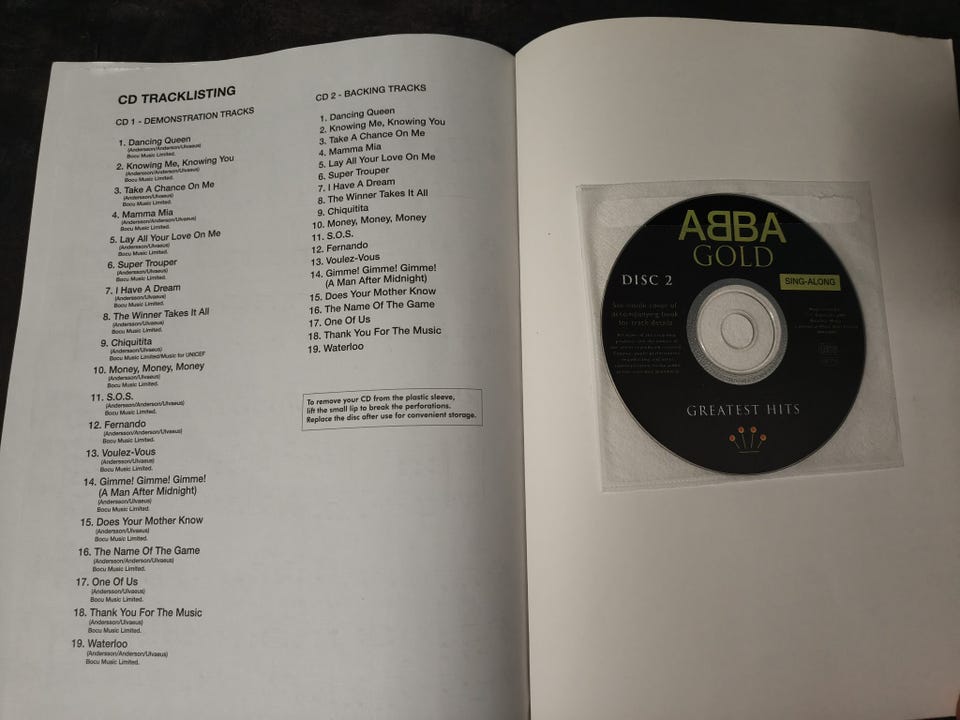 CD TRACKLISTING
CD 1 - DEMONSTRATION TRACKS
1. Dancing Queen
(Andersson/Anderson/Ulvaeus)
Bocu Music Limited.
2. Knowing Me, Knowing You
(Andersson/Anderson/Ulvaeus)
Bocu Music Limited.
3. Take A Chance On Me
(Andersson/Ulvaeus)
Bocu Music Limited.
4. Mamma Mia
(Andersson/Anderson/Ulvaeus)
Bocu Music Limited.
5. Lay All Your Love On Me
(Andersson/Ulvaeus)
Bocu Music Limited.
6. Super Trouper
(Andersson/Ulvaeus)
Bocu Music Limited.
7. I Have A Dream
(Andersson/Ulvaeus)
Bocu Music Limited.
8. The Winner Takes It All
(Andersson/Ulvaeus)
Bocu Music Limited.
9. Chiquitita
(Andersson/Ulvaeus)
Bocu Music Limited/Music for UNICEF
10. Money, Money, Money
(Andersson/Ulvaeus)
Bocu Music Limited.
11. S.O.S.
(Andersson/Anderson/Ulvaeus)
Bocu Music Limited.
12. Fernando
(Andersson/Anderson/Ulvaeus)
Bocu Music Limited.
13. Voulez-Vous
(Andersson/Ulvaeus)
Bocu Music Limited.
14. Gimme! Gimme! Gimme!
(A Man After Midnight)
(Andersson/Ulvaeus)
Bocu Music Limited.
15. Does Your Mother Know
(Andersson/Ulvaeus)
Bocu Music Limited.
16. The Name Of The Game
(Andersson/Anderson/Ulvaeus)
Bocu Music Limited.
17. One Of Us
(Andersson/Ulvaeus)
Bocu Music Limited.
18. Thank You For The Music
(Andersson/Ulvaeus)
Bocu Music Limited.
19. Waterloo
(Andersson/Anderson/Ulvaeus)
Bocu Music Limited.
CD 2 - BACKING TRACKS
1. Dancing Queen
2. Knowing Me, Knowing You
3. Take A Chance On Me
4. Mamma Mia
5. Lay All Your Love On Me
6. Super Trouper
7. I Have A Dream
8. The Winner Takes It All
9. Chiquitita
10. Money, Money, Money
11. S.O.S.
12. Fernando
13. Voulez-Vous
14. Gimme! Gimme! Gimme!
(A Man After Midnight)
15. Does Your Mother Know
16. The Name Of The Game
17. One Of Us
18. Thank You For The Music
19. Waterloo
To remove your CD from the plastic sleeve,
lift the small lip to break the perforations.
Replace the disc after use for convenient storage.
ABBA
GOLD
DISC 2
SING-ALONG
See inside cover of
accompanying book
for track details
GREATEST HITS